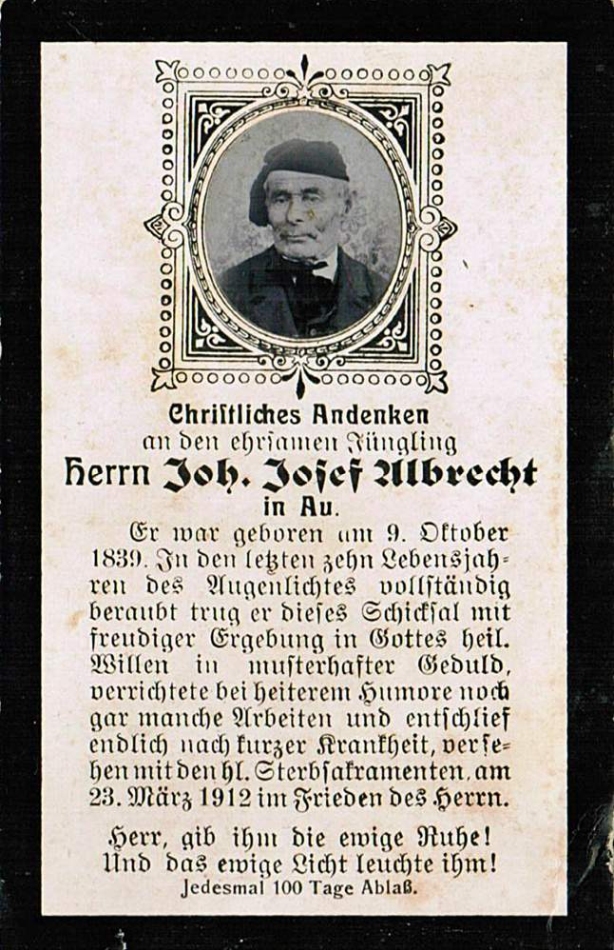 Christliches Andenken
an den ehrsamen Jüngling
Herrn Joh. Josef Albrecht
in Au.
Er war geboren am 9. Oktober
1839. In den letzten zehn Lebensjah-
ren des Augenlichtes vollständig
beraubt trug er dieses Schicksal mit
freudiger Ergebung in Gottes heil.
Willen in musterhafter Geduld,
verrichtete bei heiterem Humore noch
gar manche Arbeiten und entschlief
endlich nach kurzer Krankheit, verse-
hen mit den hl. Sterbsakramenten, am
23. März 1912 im Frieden des Herrn.
Herr, gib ihm die ewige Ruhe!
Und das ewige Licht leuchte ihm!
Jedesmal 100 Tage Ablaß.